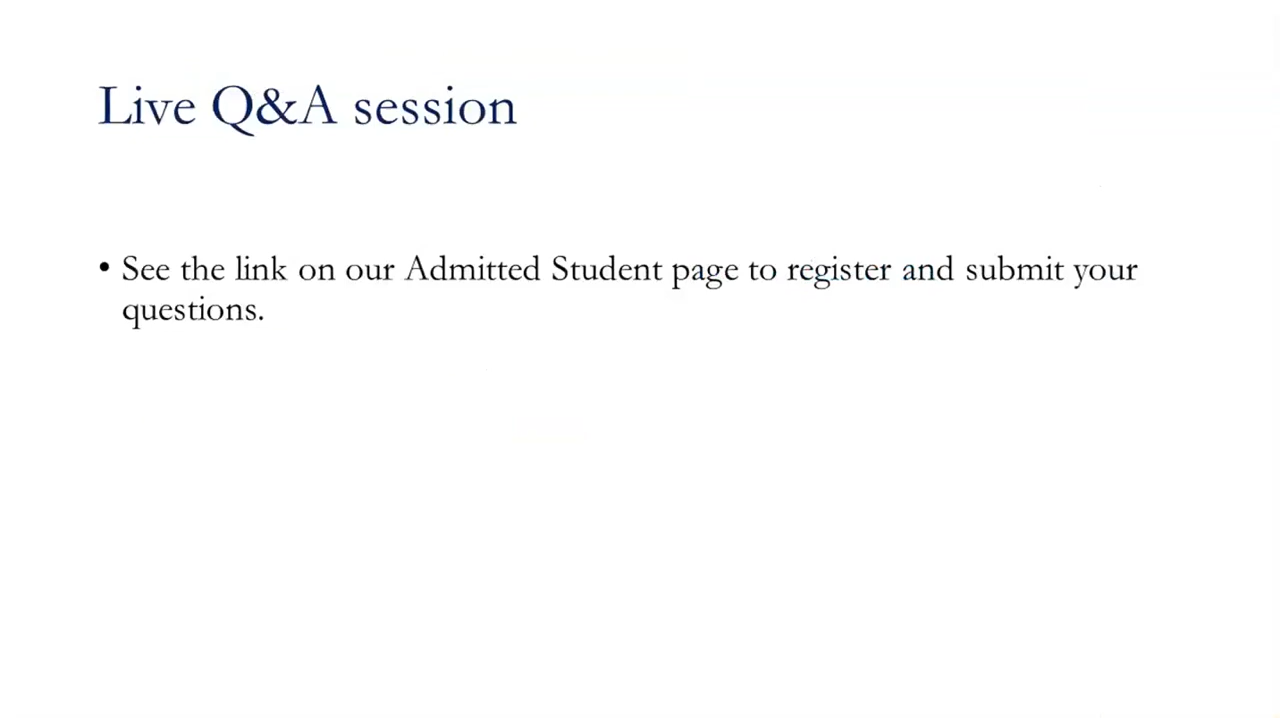 Live Q&A session
• See the link on our Admitted Student page to register and submit your
questions.